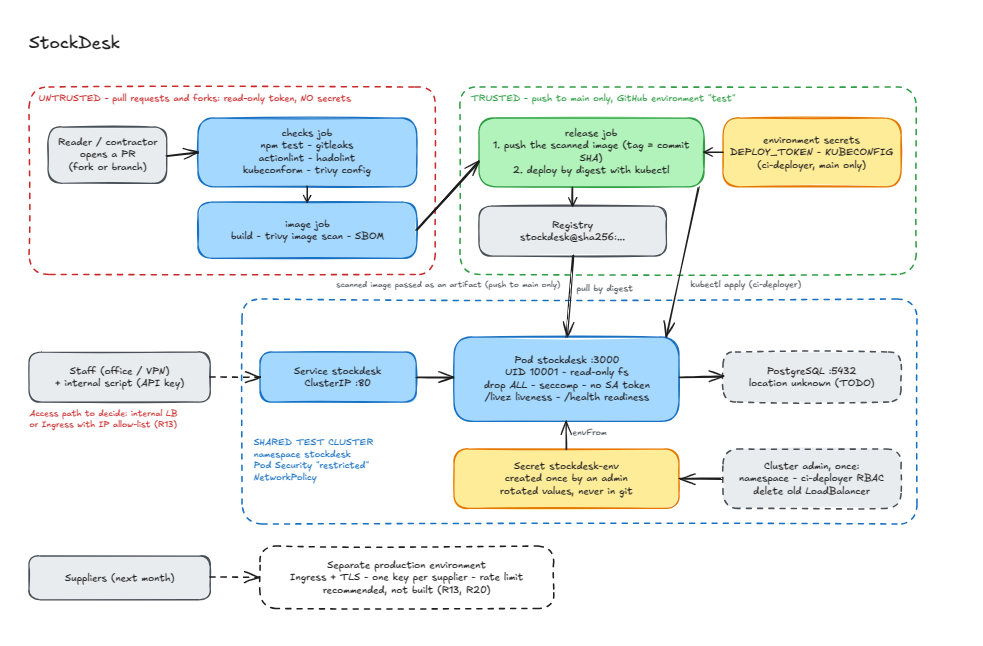 StockDesk
UNTRUSTED - pull requests and forks: read-only token, NO secrets
Reader / contractor
opens a PR
(fork or branch)
checks job
npm test - gitleaks
actionlint - hadolint
kubeconform - trivy config
image job
build - trivy image scan - SBOM
TRUSTED - push to main only, GitHub environment "test"
release job
1. push the scanned image (tag = commit
SHA)
2. deploy by digest with kubectl
environment secrets
DEPLOY_TOKEN - KUBECONFIG
(ci-deployer, main only)
Registry
stockdesk@sha256:...
scanned image passed as an artifact (push to main only)
pull by digest
kubectl apply (ci-deployer)
Staff (office / VPN)
+ internal script (API key)
Access path to decide: internal LB
or Ingress with IP allow-list (R13)
Service stockdesk
ClusterIP :80
Pod stockdesk :3000
UID 10001 - read-only fs
drop ALL - seccomp - no SA token
/livez liveness - /health readiness
PostgreSQL :5432
location unknown (TODO)
envFrom
SHARED TEST CLUSTER
namespace stockdesk
Pod Security "restricted"
NetworkPolicy
Secret stockdesk-env
created once by an admin
rotated values, never in git
Cluster admin, once:
namespace - ci-deployer RBAC
delete old LoadBalancer
Suppliers (next month)
Separate production environment
Ingress + TLS - one key per supplier - rate limit
recommended, not built (R13, R20)